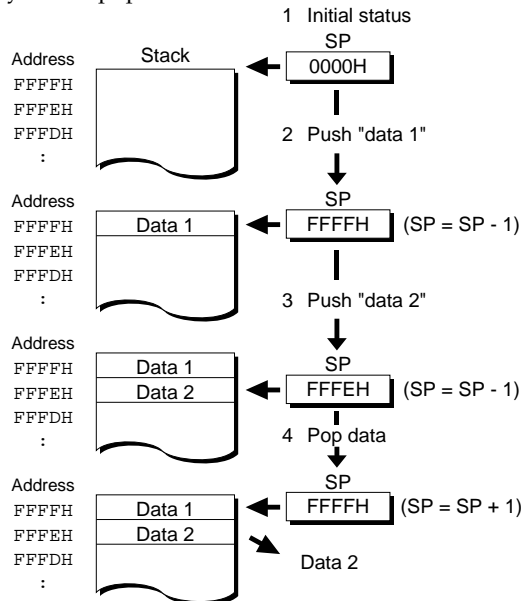 1 Initial status
SP
Address Stack 0000H
FFFFH
FFFEH
FFFDH
:
2 Push "data 1"
SP
Address
FFFFH Data 1 FFFFH (SP = SP - 1)
FFFEH
FFFDH
:
3 Push "data 2"
SP
Address
FFFFH Data 1
FFFEH Data 2 FFFEH (SP = SP - 1)
FFFDH
:
4 Pop data
SP
Address
FFFFH Data 1 FFFFH (SP = SP + 1)
FFFEH Data 2
FFFDH Data 2
: